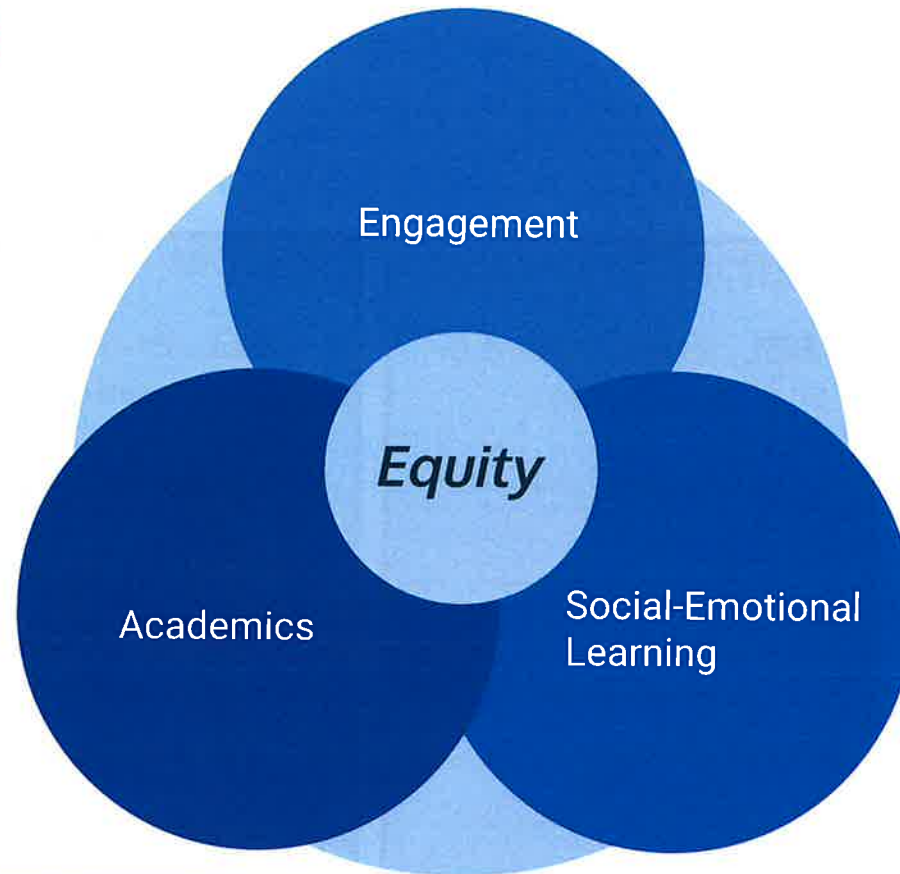 Engagement
Equity
Academics
Social-Emotional
Learning